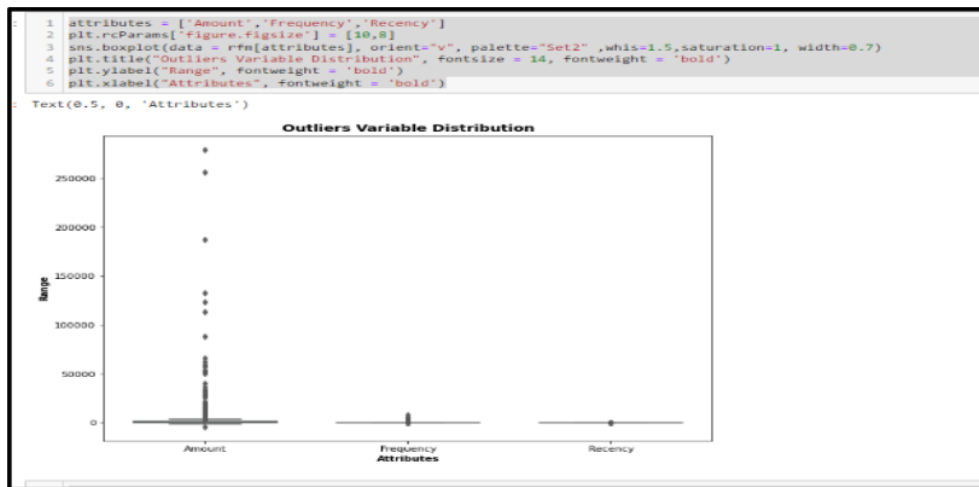 1 attributes = ['Amount','Frequency','Recency']
2 plt.rcParams['figure.figsize'] = [10,8]
3 sns.boxplot(data = rfm[attributes], orient="v", palette="Set2" ,whis=1.5,saturation=1, width=0.7)
4 plt.title("Outliers Variable Distribution", fontsize = 14, fontweight = 'bold')
5 plt.ylabel("Range", fontweight = 'bold')
6 plt.xlabel("Attributes", fontweight = 'bold')
: Text(0.5, 0, 'Attributes')
Outliers Variable Distribution
250000
200000
150000
100000
50000
0
Range
Amount Frequency Recency
Attributes